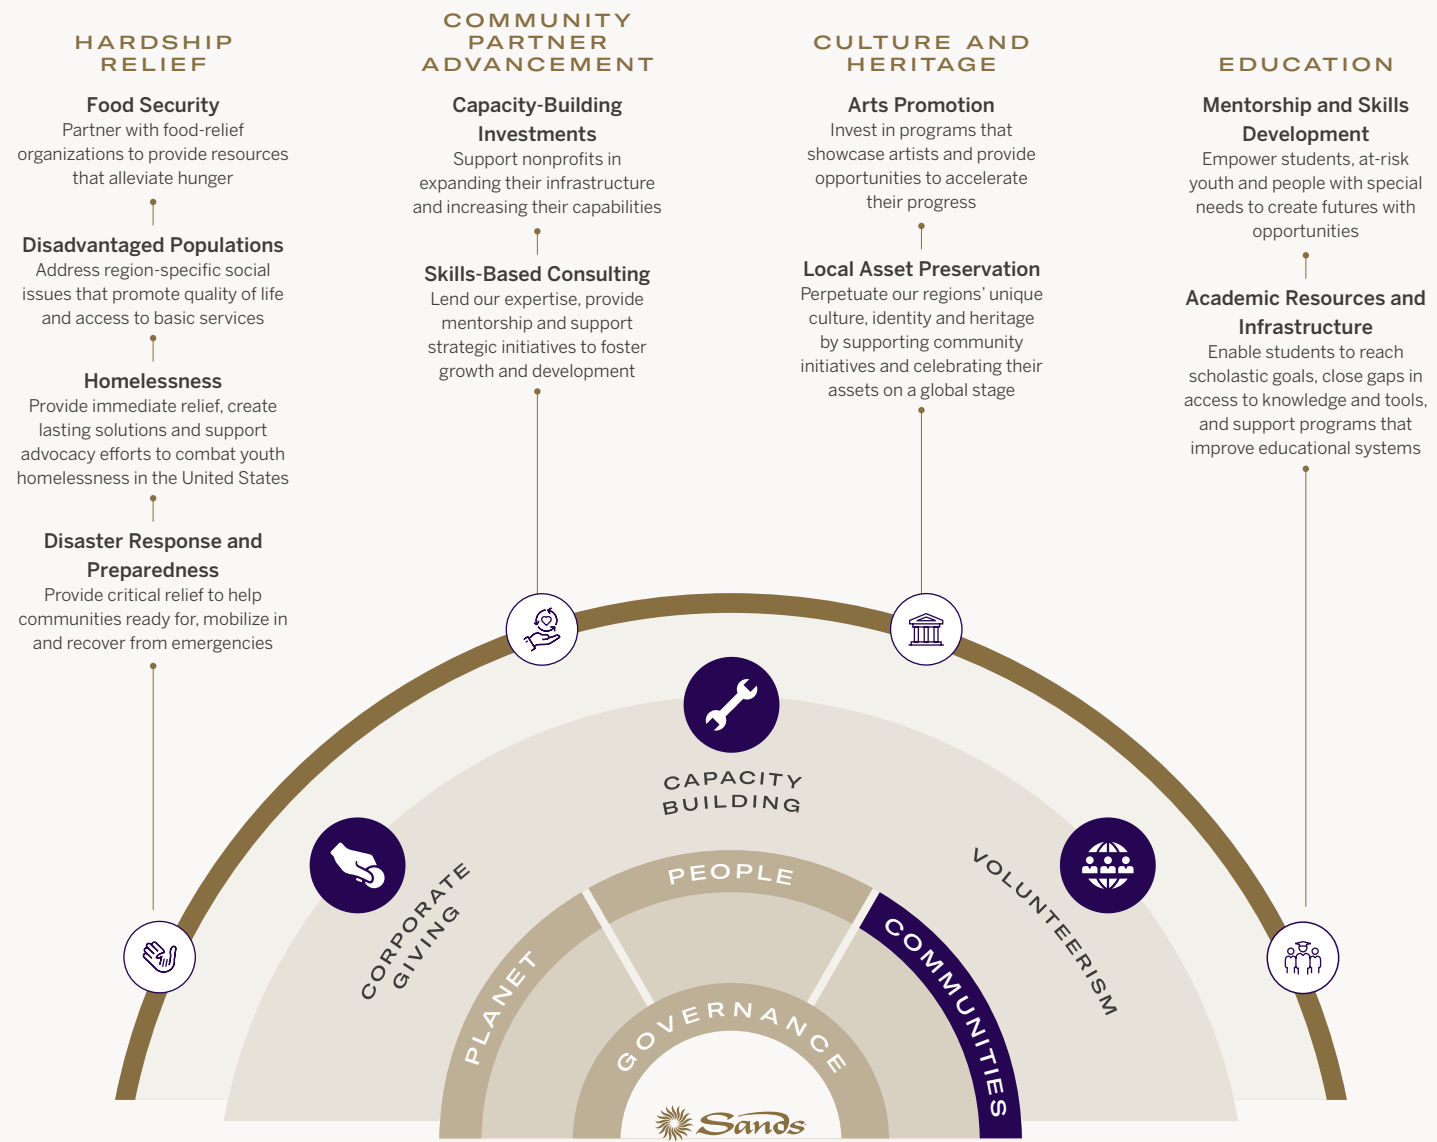 HARDSHIP
RELIEF
Food Security
Partner with food-relief
organizations to provide resources
that alleviate hunger
Disadvantaged Populations
Address region-specific social
issues that promote quality of life
and access to basic services
Homelessness
Provide immediate relief, create
lasting solutions and support
advocacy efforts to combat youth
homelessness in the United States
Disaster Response and
Preparedness
Provide critical relief to help
communities ready for, mobilize in
and recover from emergencies
COMMUNITY
PARTNER
ADVANCEMENT
Capacity-Building
Investments
Support nonprofits in
expanding their infrastructure
and increasing their capabilities
Skills-Based Consulting
Lend our expertise, provide
mentorship and support
strategic initiatives to foster
growth and development
CULTURE AND
HERITAGE
Arts Promotion
Invest in programs that
showcase artists and provide
opportunities to accelerate
their progress
Local Asset Preservation
Perpetuate our regions’ unique
culture, identity and heritage
by supporting community
initiatives and celebrating their
assets on a global stage
EDUCATION
Mentorship and Skills
Development
Empower students, at-risk
youth and people with special
needs to create futures with
opportunities
Academic Resources and
Infrastructure
Enable students to reach
scholastic goals, close gaps in
access to knowledge and tools,
and support programs that
improve educational systems
CORPORATE
GIVING
CAPACITY
BUILDING
VOLUNTEERISM
PLANET
PEOPLE
COMMUNITIES
GOVERNANCE
Sands